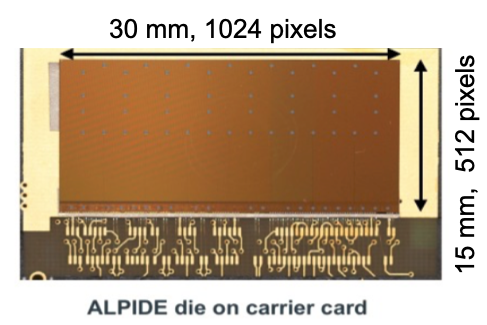 30 mm, 1024 pixels
15 mm, 512 pixels
ALPIDE die on carrier card